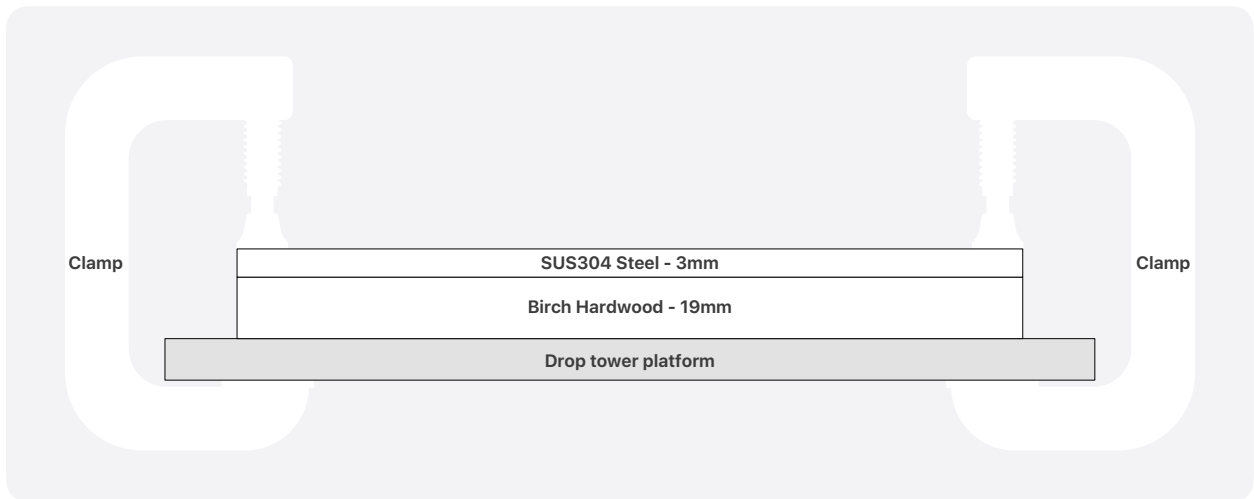 SUS304 Steel - 3mm
Clamp
Clamp
Birch Hardwood - 19mm
Drop tower platform